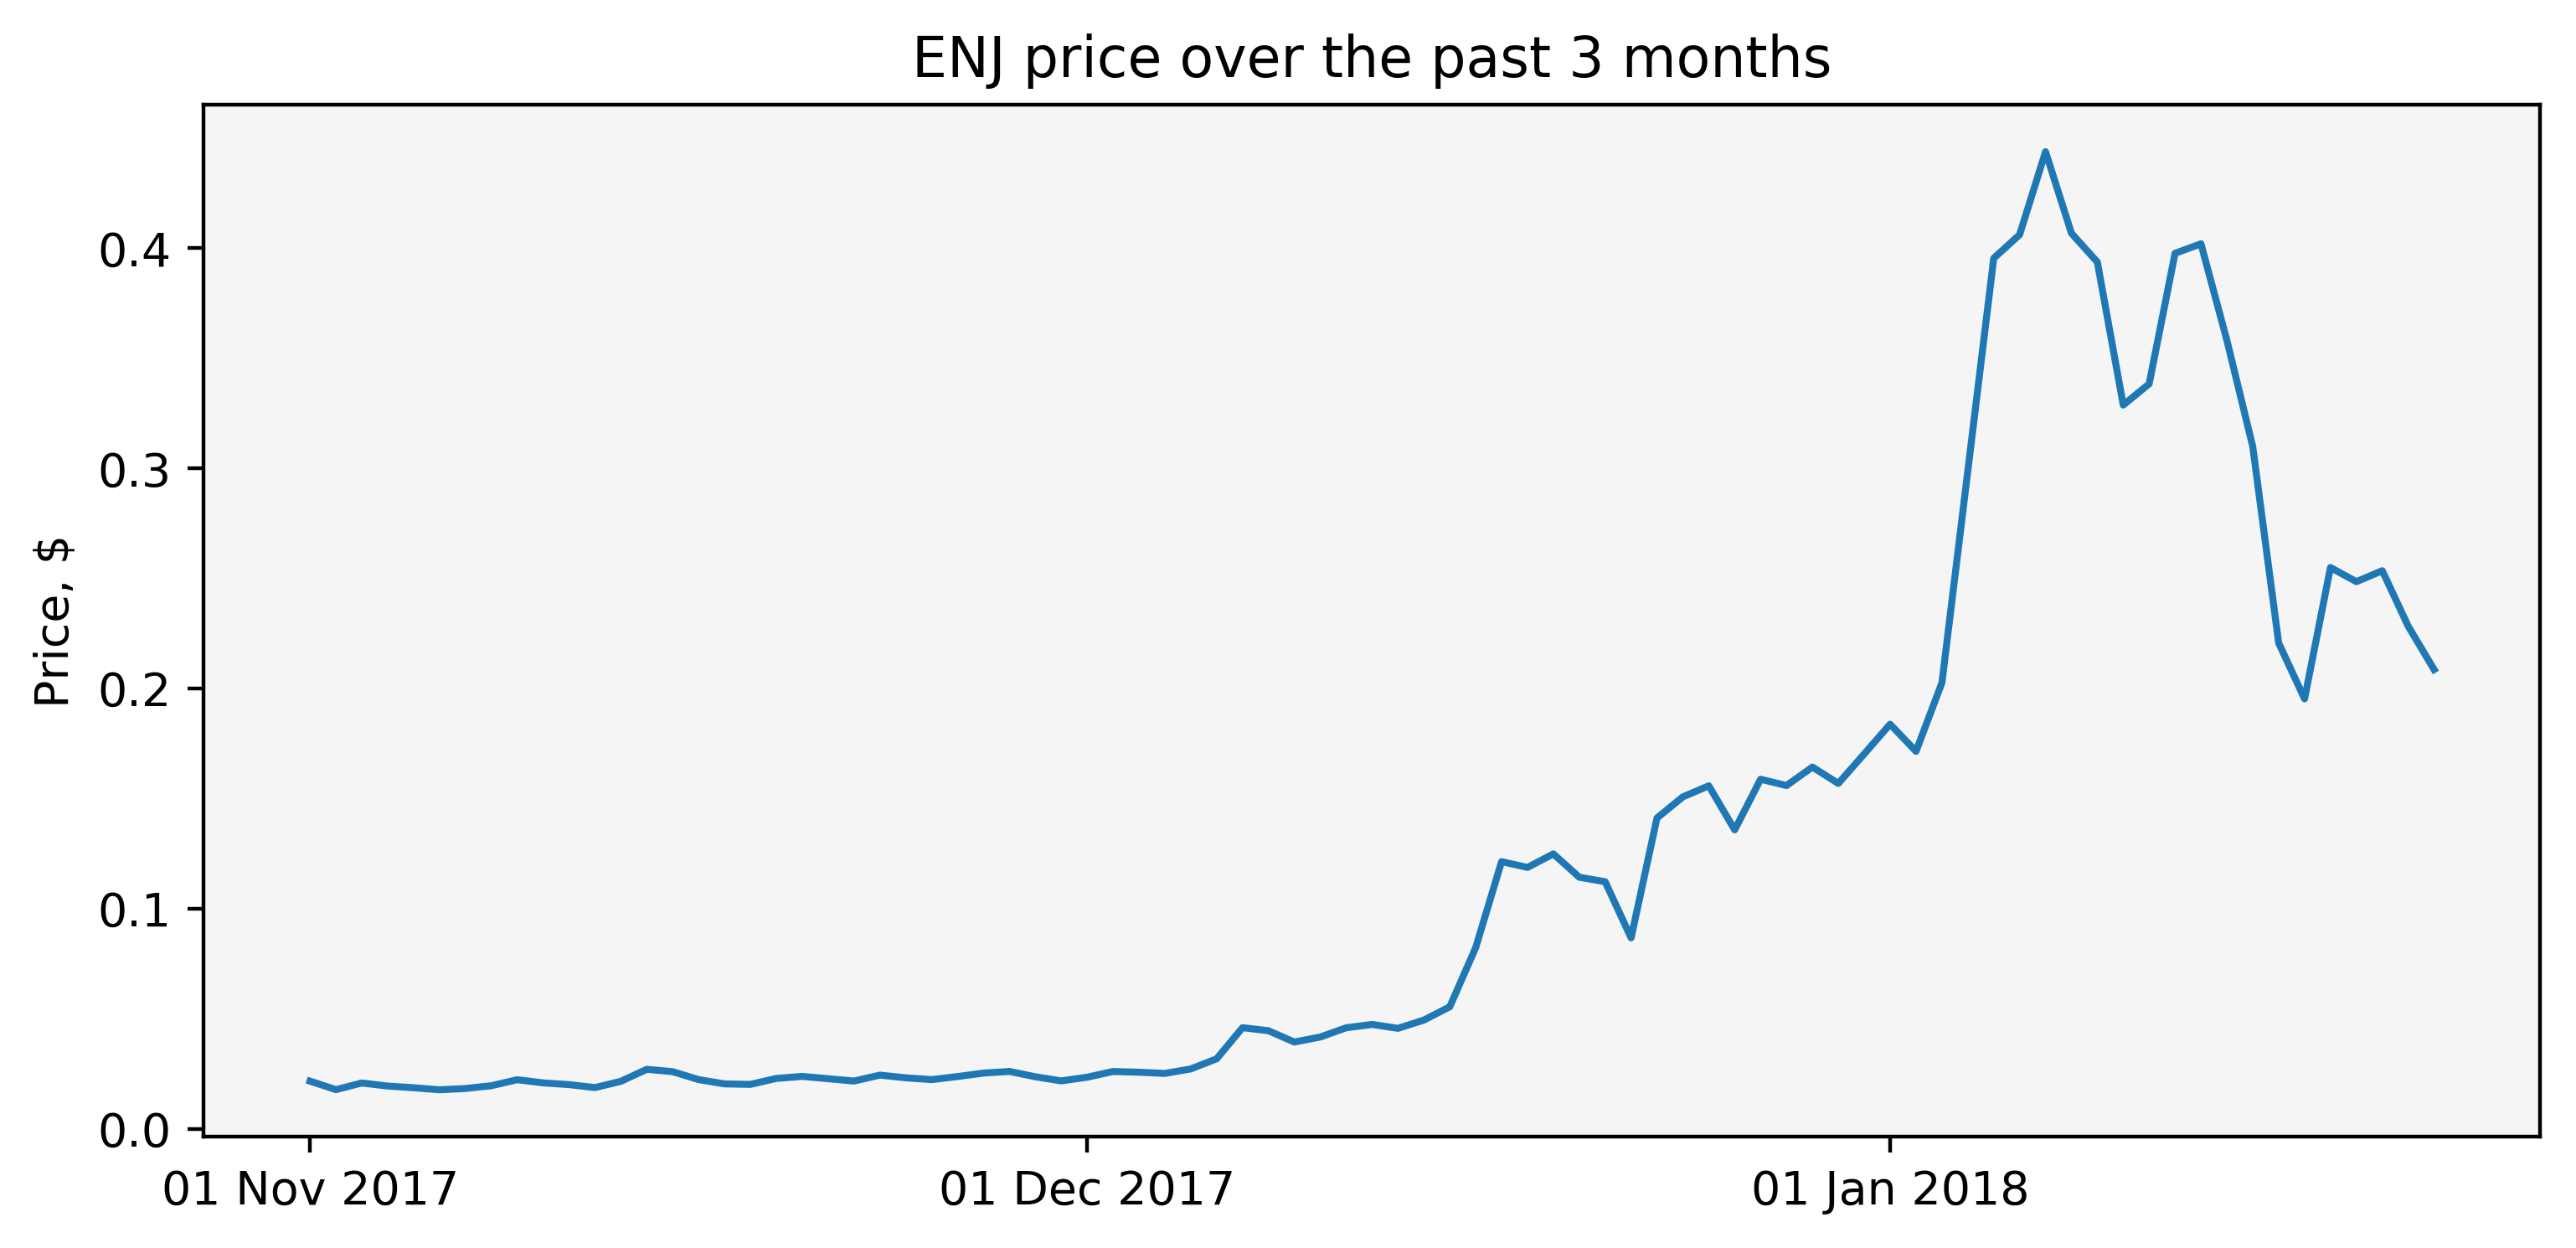 ENJ price over the past 3 months
Price, $
0.4
0.3
0.2
0.1
0.0
01 Nov 2017
01 Dec 2017
01 Jan 2018